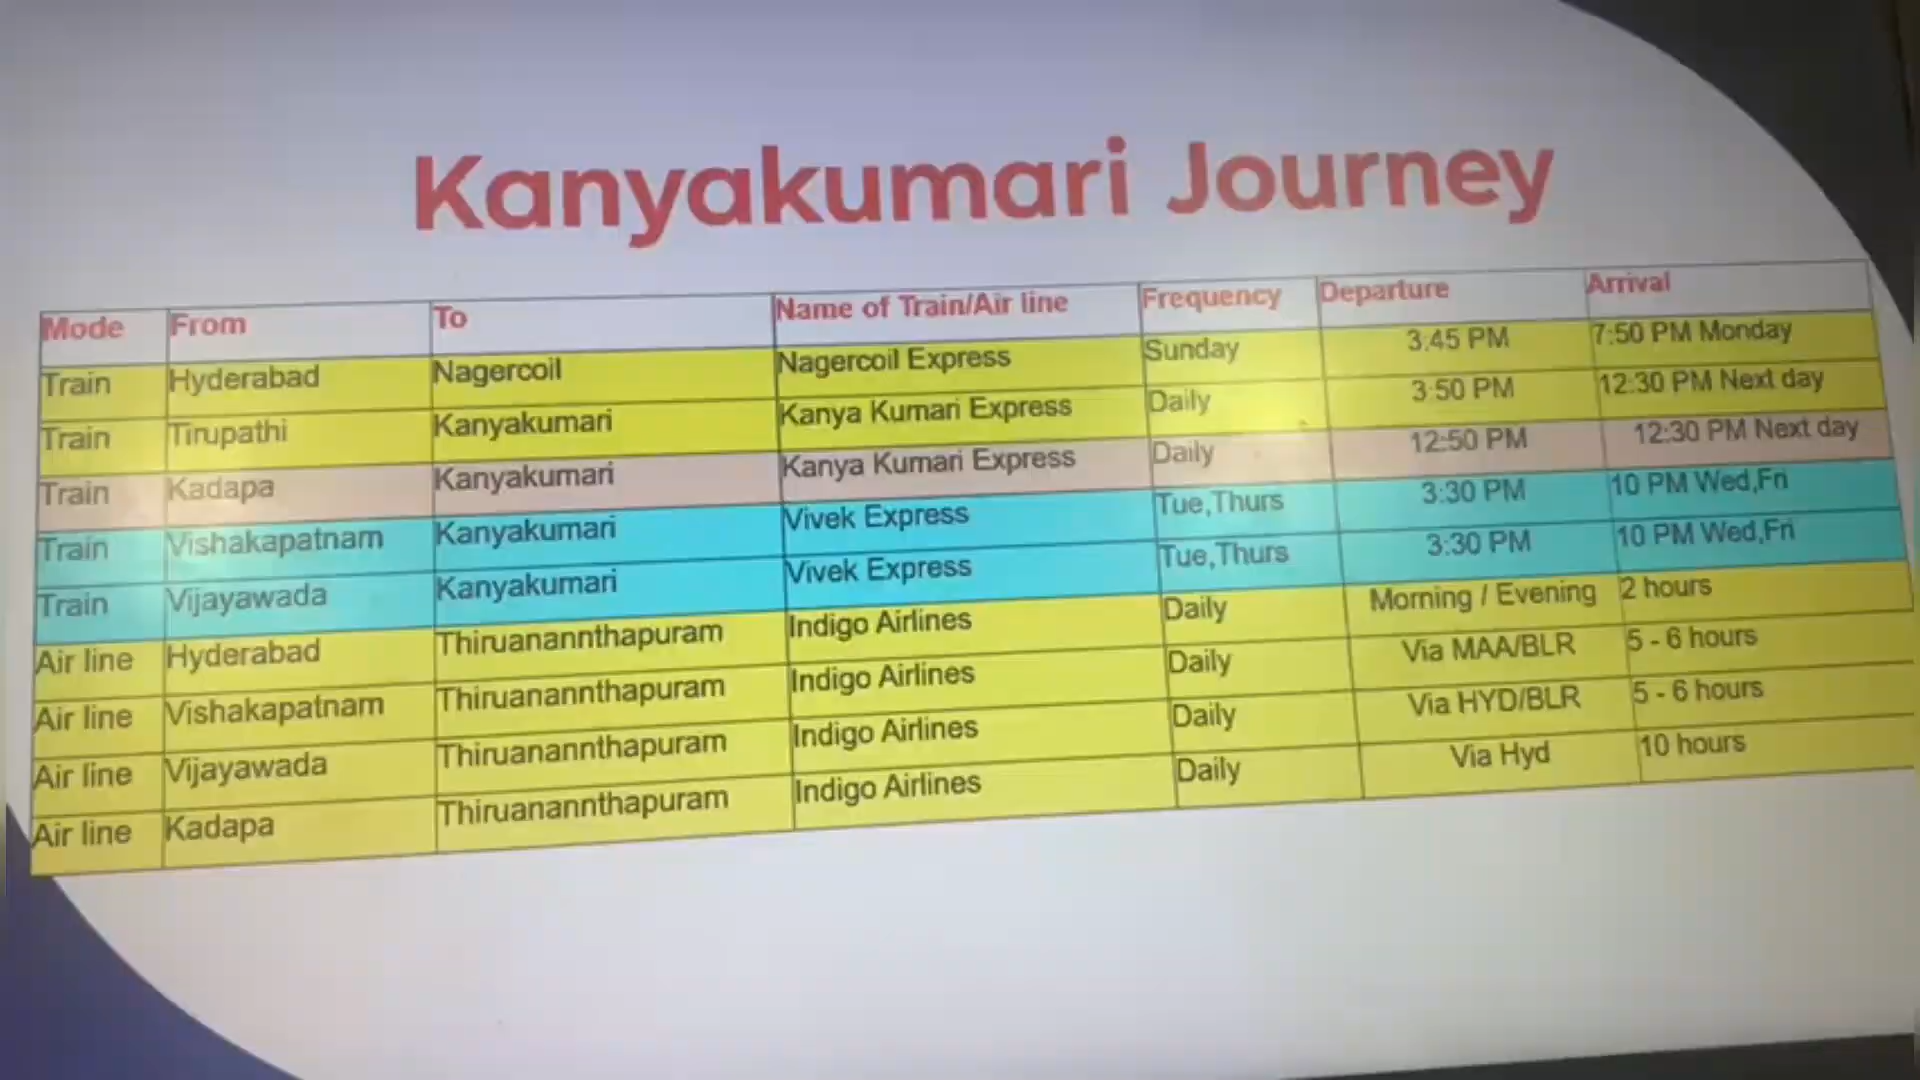 Kanyakumari Journey
Mode From To Name of Train/Air line Frequency Departure Arrival
Train Hyderabad Nagercoil Nagercoil Express Sunday 3.45 PM 7:50 PM Monday
Train Tirupathi Kanyakumari Kanya Kumari Express Daily 3:50 PM 12:30 PM Next day
Train Kadapa Kanyakumari Kanya Kumari Express Daily 12:50 PM 12:30 PM Next day
Train Vishakapatnam Kanyakumari Vivek Express Tue,Thurs 3:30 PM 10 PM Wed,Fri
Train Vijayawada Kanyakumari Vivek Express Tue,Thurs 3:30 PM 10 PM Wed,Fri
Air line Hyderabad Thiruanannthapuram Indigo Airlines Daily Morning / Evening 2 hours
Air line Vishakapatnam Thiruanannthapuram Indigo Airlines Daily Via MAA/BLR 5 - 6 hours
Air line Vijayawada Thiruanannthapuram Indigo Airlines Daily Via HYD/BLR 5 - 6 hours
Air line Kadapa Thiruanannthapuram Indigo Airlines Daily Via Hyd 10 hours